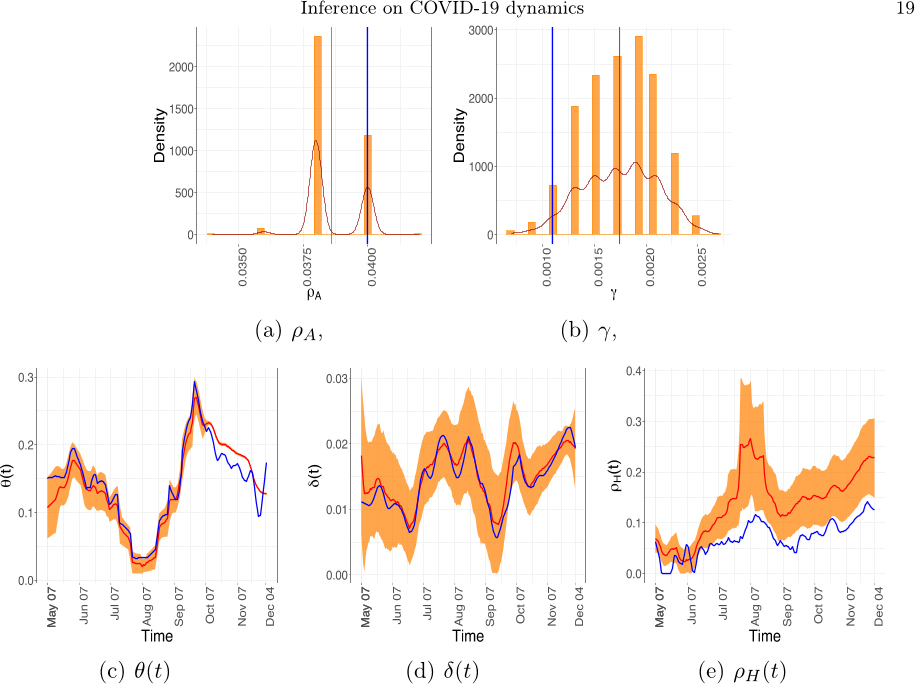 Inference on COVID-19 dynamics 19
Density
2000
1500
1000
500
0
0.0350
0.0375
0.0400
ρA
Density
3000
2000
1000
0
0.0010
0.0015
0.0020
0.0025
γ
(a) ρA, (b) γ,
θ(t)
0.3
0.2
0.1
0.0
May 07
Jun 07
Jul 07
Aug 07
Sep 07
Oct 07
Nov 07
Dec 04
Time
δ(t)
0.03
0.02
0.01
0.00
May 07
Jun 07
Jul 07
Aug 07
Sep 07
Oct 07
Nov 07
Dec 04
Time
ρH(t)
0.4
0.3
0.2
0.1
0.0
May 07
Jun 07
Jul 07
Aug 07
Sep 07
Oct 07
Nov 07
Dec 04
Time
(c) θ(t) (d) δ(t) (e) ρH(t)